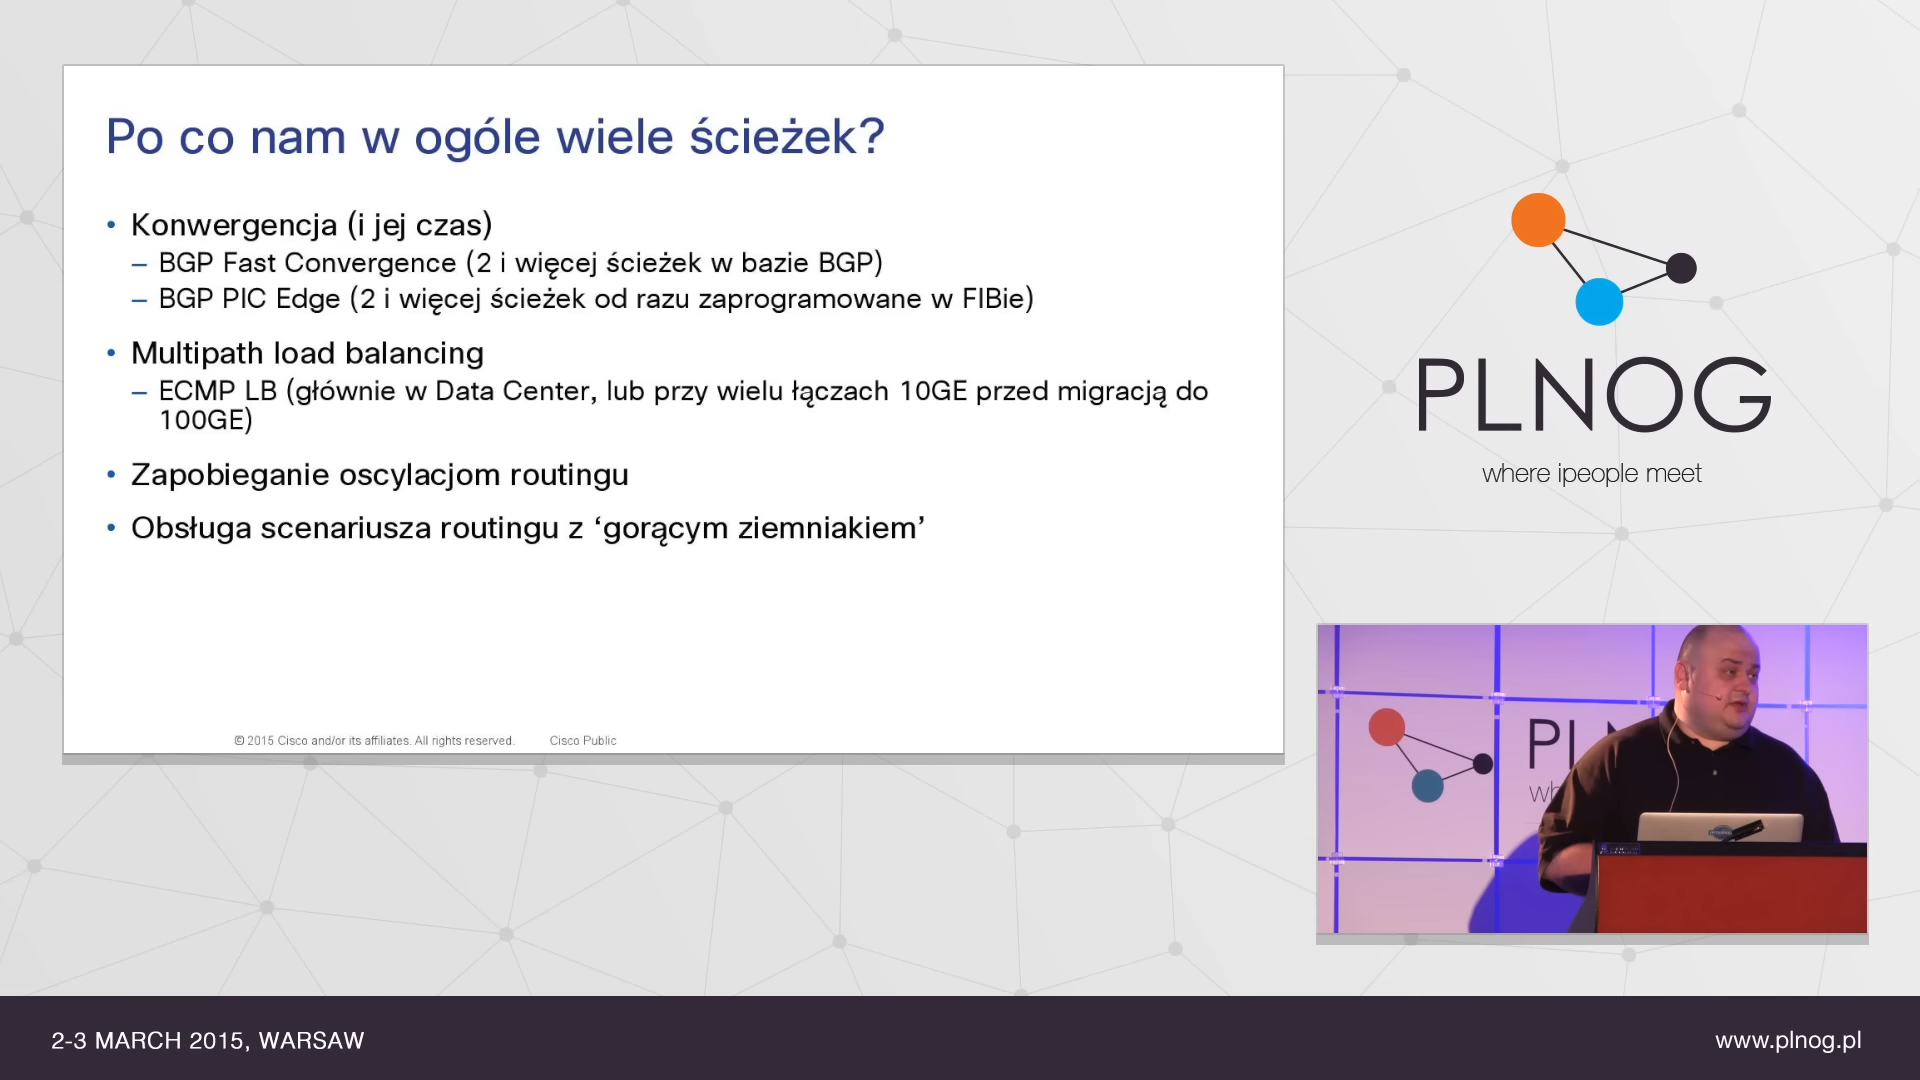 Po co nam w ogóle wiele ścieżek?
• Konwergencja (i jej czas)
– BGP Fast Convergence (2 i więcej ścieżek w bazie BGP)
– BGP PIC Edge (2 i więcej ścieżek od razu zaprogramowane w FIBie)
• Multipath load balancing
– ECMP LB (głównie w Data Center, lub przy wielu łączach 10GE przed migracją do
100GE)
• Zapobieganie oscylacjom routingu
• Obsługa scenariusza routingu z ‘gorącym ziemniakiem’
© 2015 Cisco and/or its affiliates. All rights reserved. Cisco Public
PLNOG
where ipeople meet
PL
wh
2-3 MARCH 2015, WARSAW
www.plnog.pl